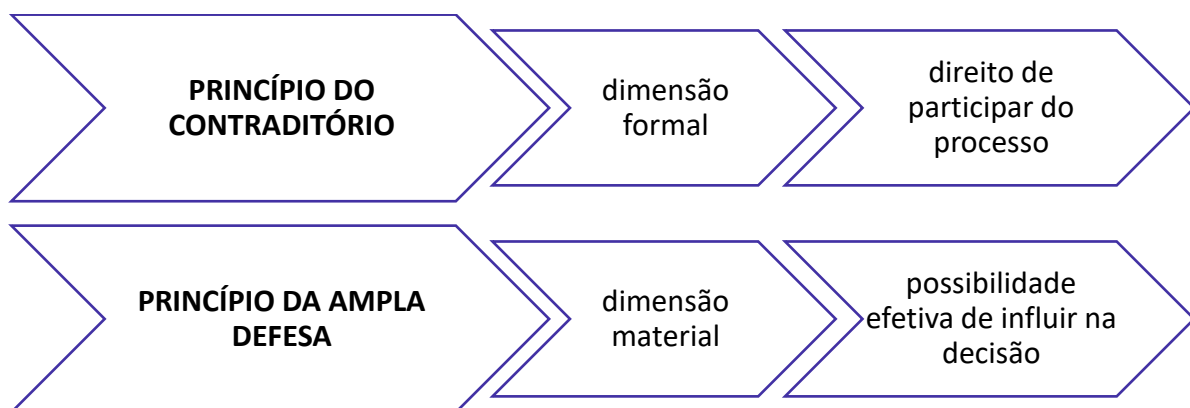 PRINCÍPIO DO
CONTRADITÓRIO
dimensão
formal
direito de
participar do
processo
PRINCÍPIO DA AMPLA
DEFESA
dimensão
material
possibilidade
efetiva de influir na
decisão